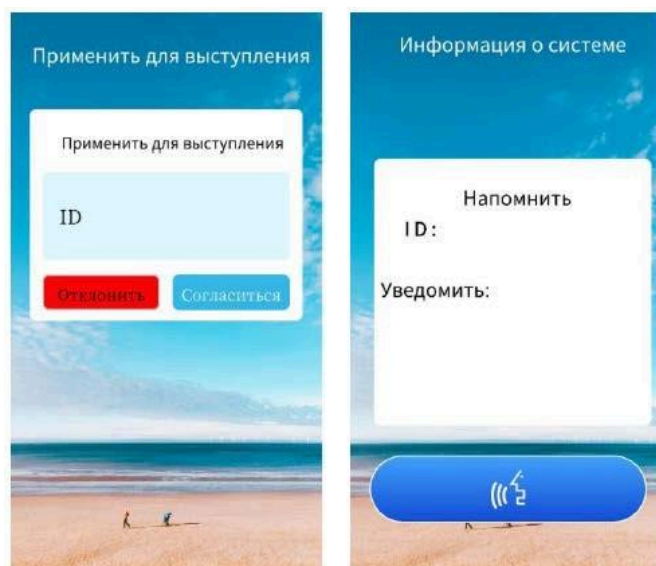 Применить для выступления
Применить для выступления
ID
Отклонить
Согласиться
Информация о системе
Напомнить
ID:
Уведомить: